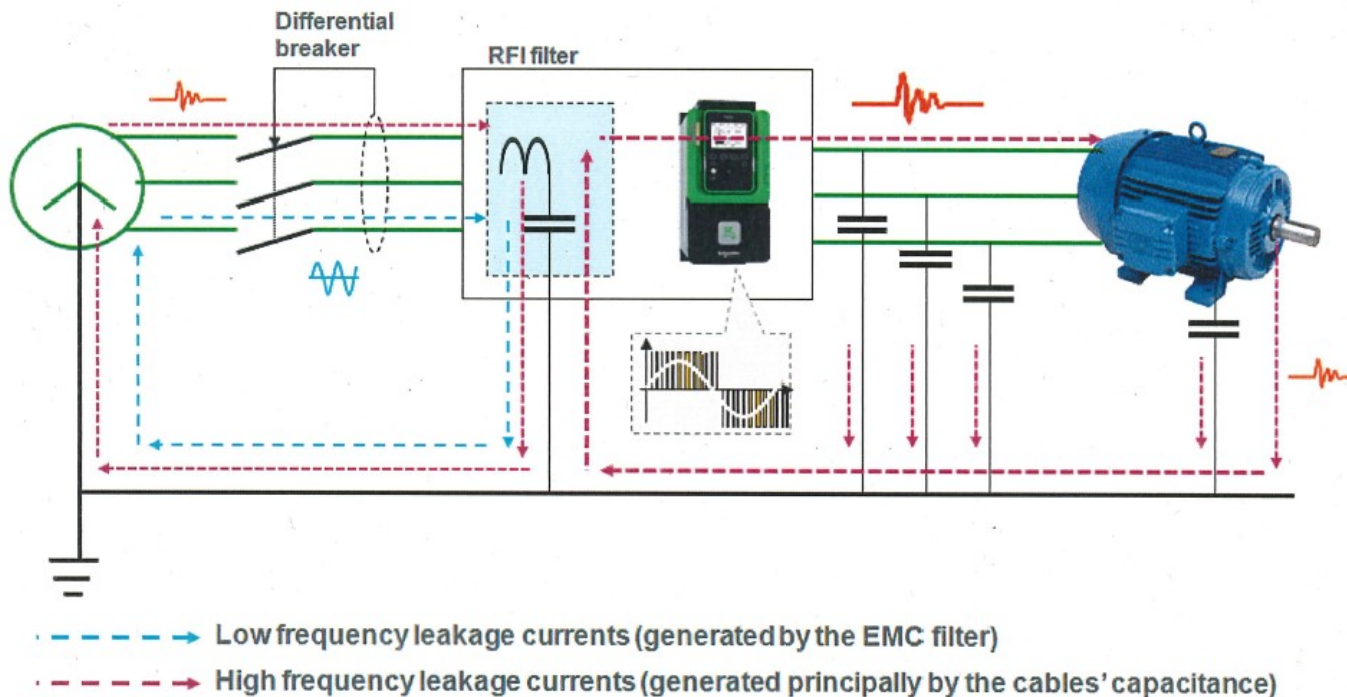 Differential
breaker
RFI filter
Low frequency leakage currents (generated by the EMC filter)
High frequency leakage currents (generated principally by the cables' capacitance)